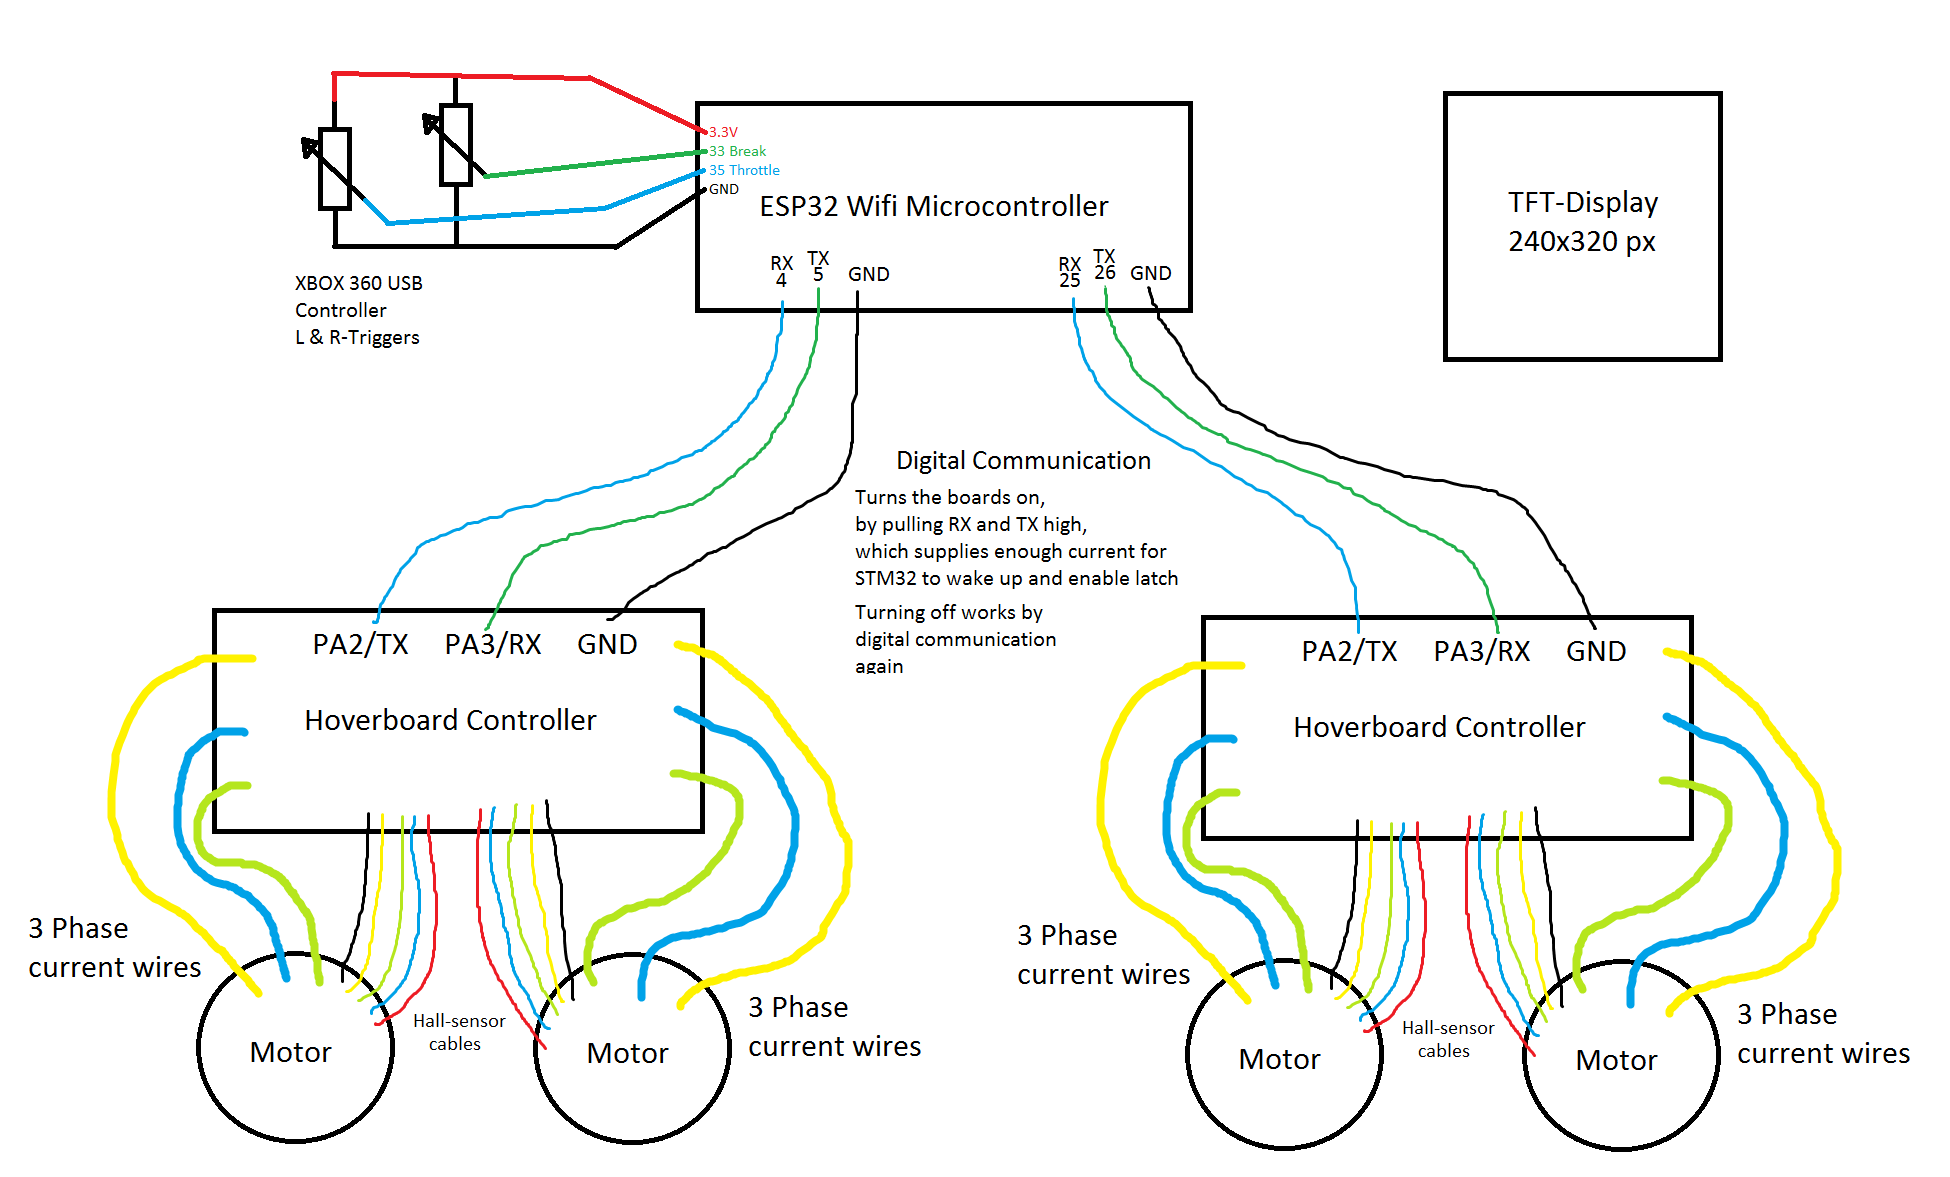 3.3V
33 Break
35 Throttle
GND
ESP32 Wifi Microcontroller
RX
4
TX
5
GND
RX
25
TX
26
GND
TFT-Display
240x320 px
XBOX 360 USB
Controller
L & R-Triggers
Digital Communication
Turns the boards on,
by pulling RX and TX high,
which supplies enough current for
STM32 to wake up and enable latch
Turning off works by
digital communication
again
PA2/TX PA3/RX GND
Hoverboard Controller
PA2/TX PA3/RX GND
Hoverboard Controller
3 Phase
current wires
Motor
Hall-sensor
cables
Motor
3 Phase
current wires
3 Phase
current wires
Motor
Hall-sensor
cables
Motor
3 Phase
current wires